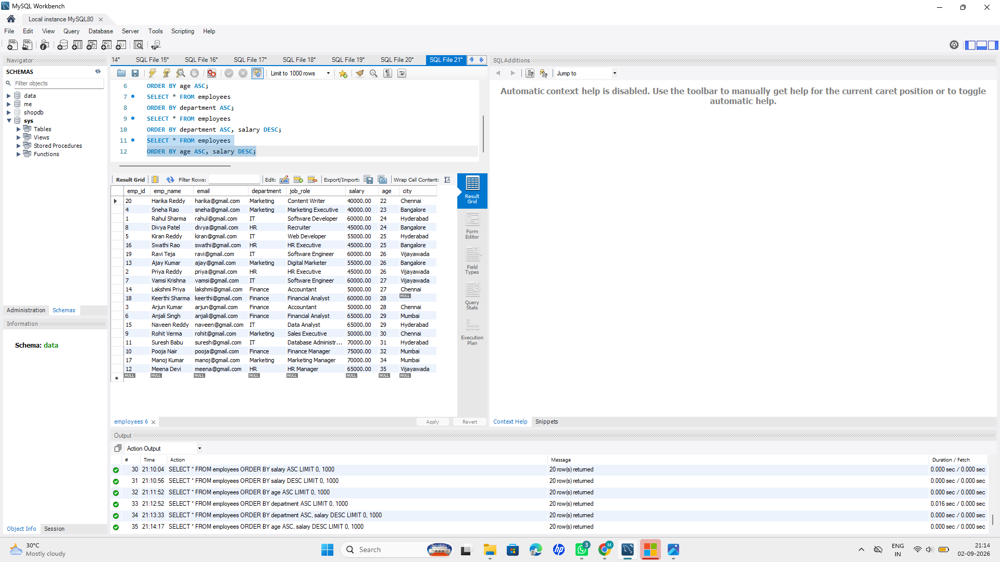 MySQL Workbench
Local instance MySQL80
File Edit View Query Database Server Tools Scripting Help
Navigator
SCHEMAS
Filter objects
data
me
shopdb
sys
Tables
Views
Stored Procedures
Functions
Administration Schemas
Information
Schema: data
Object Info Session
14* SQL File 15* SQL File 16* SQL File 17* SQL File 18* SQL File 19* SQL File 20* SQL File 21*
Limit to 1000 rows
6 ORDER BY age ASC;
7 SELECT * FROM employees
8 ORDER BY department ASC;
9 SELECT * FROM employees
10 ORDER BY department ASC, salary DESC;
11 SELECT * FROM employees
12 ORDER BY age ASC, salary DESC;
Result Grid Filter Rows: Edit: Export/Import: Wrap Cell Content:
emp_id emp_name email department job_role salary age city
20 Harika Reddy harika@gmail.com Marketing Content Writer 40000.00 22 Chennai
4 Sneha Rao sneha@gmail.com Marketing Marketing Executive 40000.00 23 Bangalore
1 Rahul Sharma rahul@gmail.com IT Software Developer 60000.00 24 Hyderabad
8 Divya Patel divya@gmail.com HR Recruiter 45000.00 24 Bangalore
5 Kiran Reddy kiran@gmail.com IT Web Developer 55000.00 25 Hyderabad
16 Swathi Rao swathi@gmail.com HR HR Executive 45000.00 25 Bangalore
19 Ravi Teja ravi@gmail.com IT Software Engineer 60000.00 26 Vijayawada
13 Ajay Kumar ajay@gmail.com Marketing Digital Marketer 55000.00 26 Bangalore
2 Priya Reddy priya@gmail.com HR HR Executive 45000.00 26 Vijayawada
7 Vamsi Krishna vamsi@gmail.com IT Software Engineer 60000.00 27 Vijayawada
14 Lakshmi Priya lakshmi@gmail.com Finance Accountant 50000.00 27 Chennai
18 Keerthi Sharma keerthi@gmail.com Finance Financial Analyst 60000.00 28 NULL
3 Arjun Kumar arjun@gmail.com Finance Accountant 50000.00 28 Chennai
6 Anjali Singh anjali@gmail.com Finance Financial Analyst 65000.00 29 Mumbai
15 Naveen Reddy naveen@gmail.com IT Data Analyst 65000.00 29 Hyderabad
9 Rohit Verma rohit@gmail.com Marketing Sales Executive 50000.00 30 Chennai
11 Suresh Babu suresh@gmail.com IT Database Administr... 70000.00 31 Hyderabad
10 Pooja Nair pooja@gmail.com Finance Finance Manager 75000.00 32 Mumbai
17 Manoj Kumar manoj@gmail.com Marketing Marketing Manager 70000.00 34 Mumbai
12 Meena Devi meena@gmail.com HR HR Manager 65000.00 35 Vijayawada
NULL NULL NULL NULL NULL NULL NULL NULL
Result Grid
Form Editor
Field Types
Query Stats
Execution Plan
employees 6 Apply Revert
SQLAdditions
Jump to
Automatic context help is disabled. Use the toolbar to manually get help for the current caret position or to toggle
automatic help.
Context Help Snippets
Output
Action Output
# Time Action Message Duration / Fetch
30 21:10:04 SELECT * FROM employees ORDER BY salary ASC LIMIT 0, 1000 20 row(s) returned 0.000 sec / 0.000 sec
31 21:10:56 SELECT * FROM employees ORDER BY salary DESC LIMIT 0, 1000 20 row(s) returned 0.000 sec / 0.000 sec
32 21:11:52 SELECT * FROM employees ORDER BY age ASC LIMIT 0, 1000 20 row(s) returned 0.000 sec / 0.000 sec
33 21:12:52 SELECT * FROM employees ORDER BY department ASC LIMIT 0, 1000 20 row(s) returned 0.016 sec / 0.000 sec
34 21:13:33 SELECT * FROM employees ORDER BY department ASC, salary DESC LIMIT 0, 1000 20 row(s) returned 0.000 sec / 0.000 sec
35 21:14:17 SELECT * FROM employees ORDER BY age ASC, salary DESC LIMIT 0, 1000 20 row(s) returned 0.000 sec / 0.000 sec
30°C
Mostly cloudy
Search
hp
3
M
ENG
IN
21:14
02-09-2026